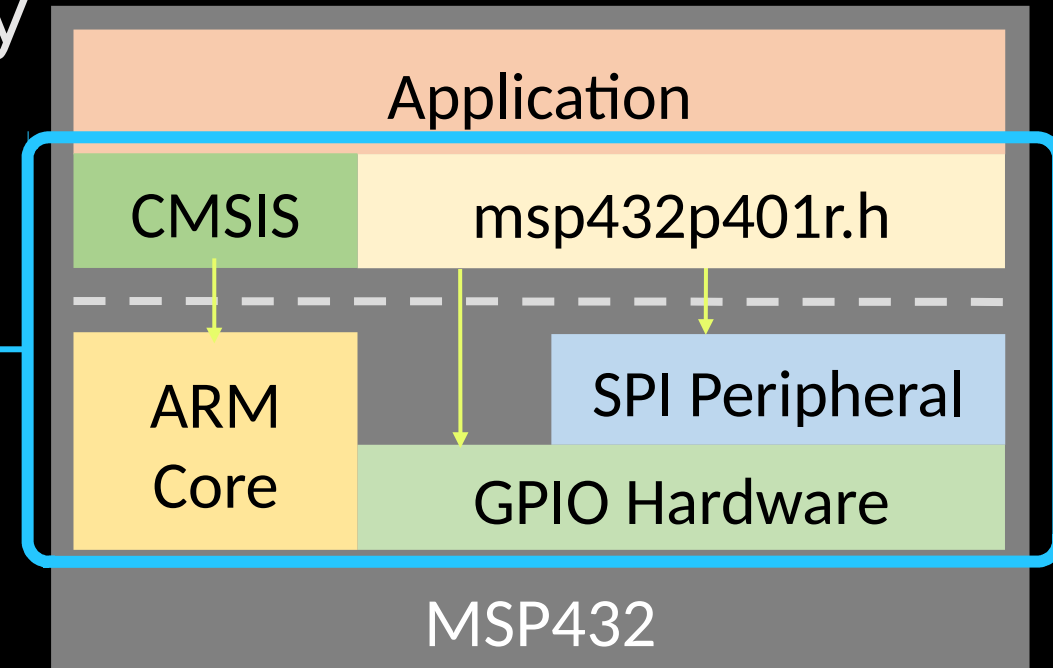 y
Application
CMSIS
msp432p401r.h
ARM
Core
SPI Peripheral
GPIO Hardware
MSP432